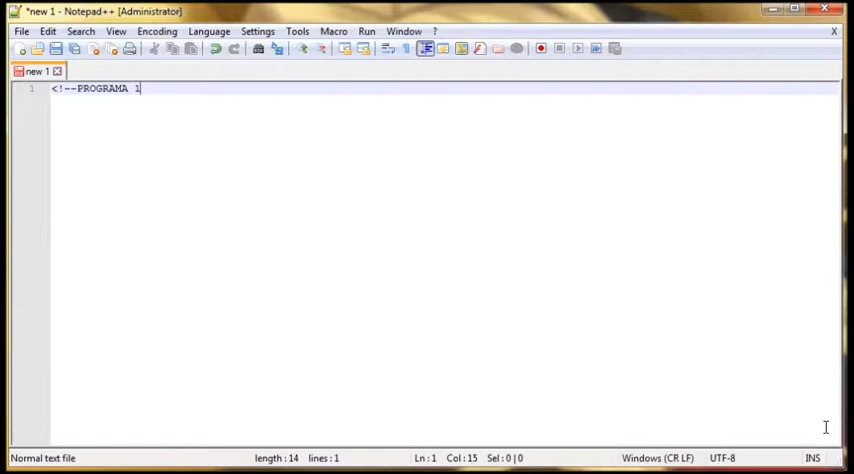 *new 1 - Notepad++ [Administrator]
File Edit Search View Encoding Language Settings Tools Macro Run Window ? X
new 1
1 <!--PROGRAMA 1
Normal text file length : 14 lines : 1 Ln : 1 Col : 15 Sel : 0 | 0 Windows (CR LF) UTF-8 INS